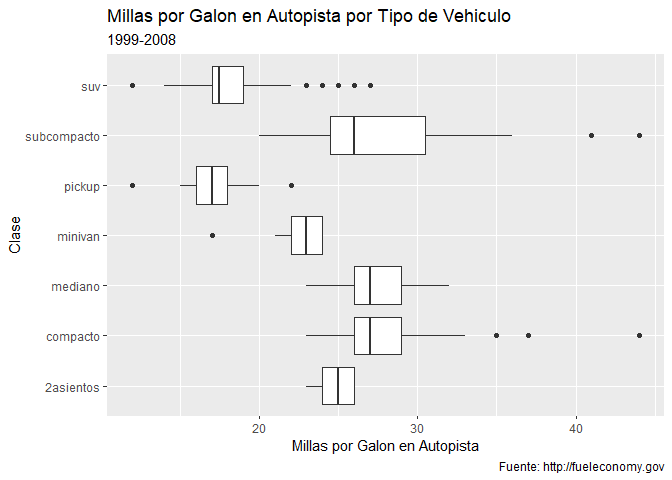 Millas por Galon en Autopista por Tipo de Vehiculo
1999-2008
suv
subcompacto
pickup
minivan
mediano
compacto
2asientos
Clase
20 30 40
Millas por Galon en Autopista
Fuente: http://fueleconomy.gov